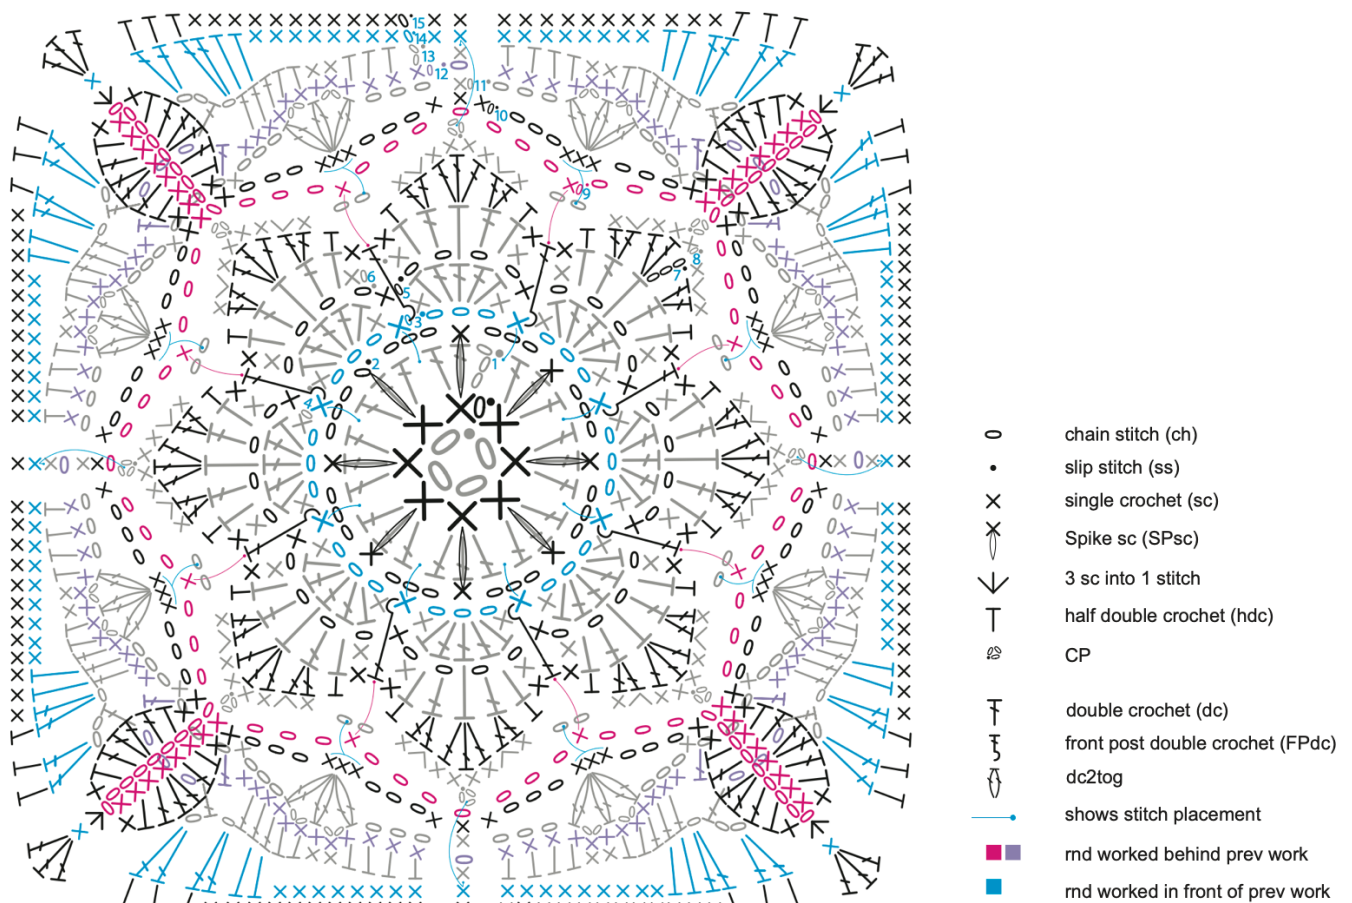 15
14
13
12
11
10
9
8
7
6
5
3
2
1
4
chain stitch (ch)
slip stitch (ss)
single crochet (sc)
Spike sc (SPsc)
3 sc into 1 stitch
half double crochet (hdc)
CP
double crochet (dc)
front post double crochet (FPdc)
dc2tog
shows stitch placement
rnd worked behind prev work
rnd worked in front of prev work